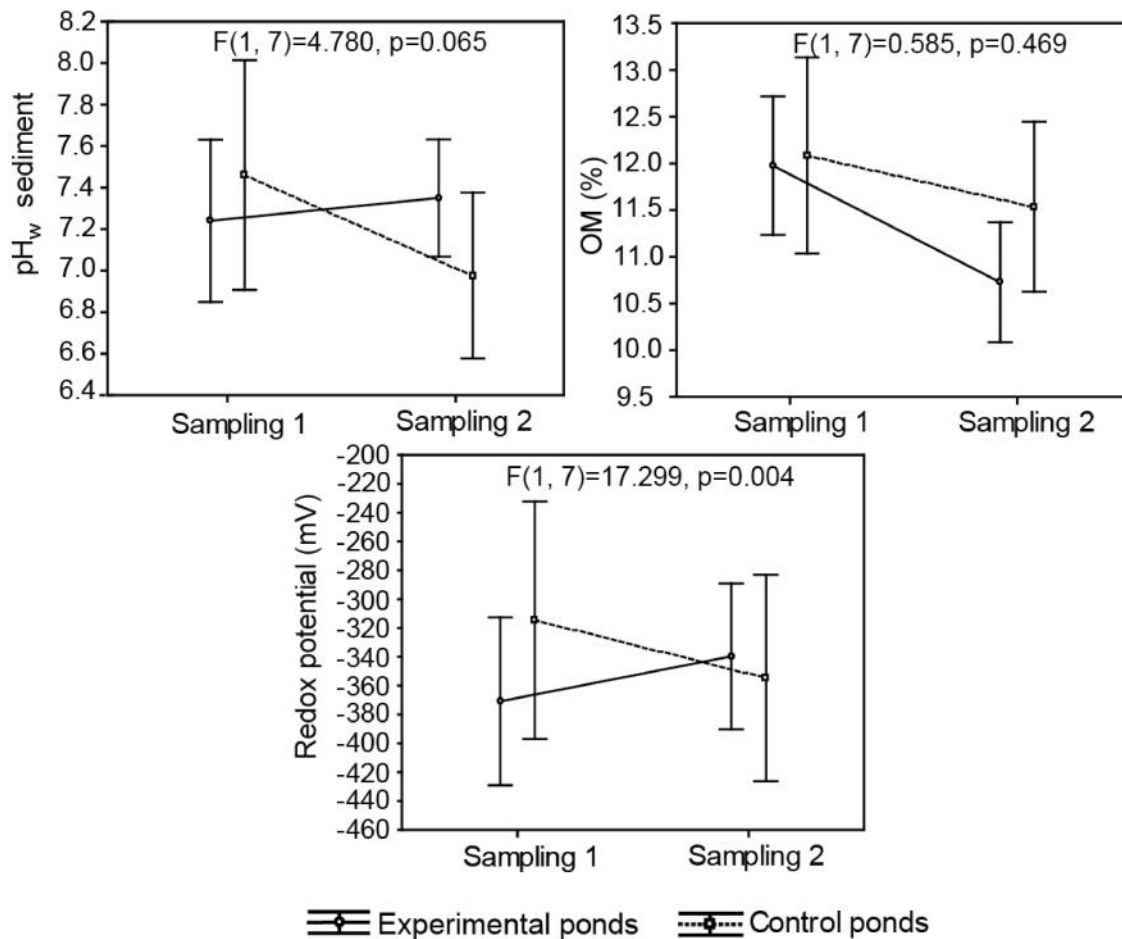 F(1, 7)=4.780, p=0.065
pHw sediment
8.2
8.0
7.8
7.6
7.4
7.2
7.0
6.8
6.6
6.4
Sampling 1
Sampling 2
F(1, 7)=0.585, p=0.469
OM (%)
13.5
13.0
12.5
12.0
11.5
11.0
10.5
10.0
9.5
Sampling 1
Sampling 2
F(1, 7)=17.299, p=0.004
Redox potential (mV)
-200
-220
-240
-260
-280
-300
-320
-340
-360
-380
-400
-420
-440
-460
Sampling 1
Sampling 2
Experimental ponds
Control ponds